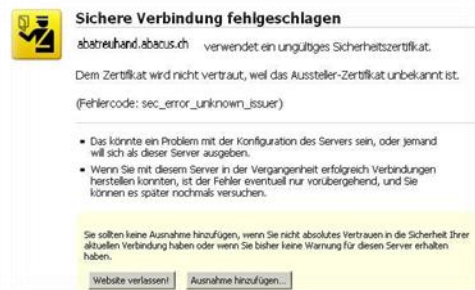 Sichere Verbindung fehlgeschlagen
abatreuhand.abacus.ch verwendet ein ungültiges Sicherheitszertifikat.
Dem Zertifikat wird nicht vertraut, weil das Aussteller-Zertifikat unbekannt ist.
(Fehlercode: sec_error_unknown_issuer)
▪ Das könnte ein Problem mit der Konfiguration des Servers sein, oder jemand
will sich als dieser Server ausgeben.
▪ Wenn Sie mit diesem Server in der Vergangenheit erfolgreich Verbindungen
herstellen konnten, ist der Fehler eventuell nur vorübergehend, und Sie
können es später nochmals versuchen.
Sie sollten keine Ausnahme hinzufügen, wenn Sie nicht absolutes Vertrauen in die Sicherheit Ihrer
aktuellen Verbindung haben oder wenn Sie bisher keine Warnung für diesen Server erhalten
haben.
Website verlassen! Ausnahme hinzufügen...